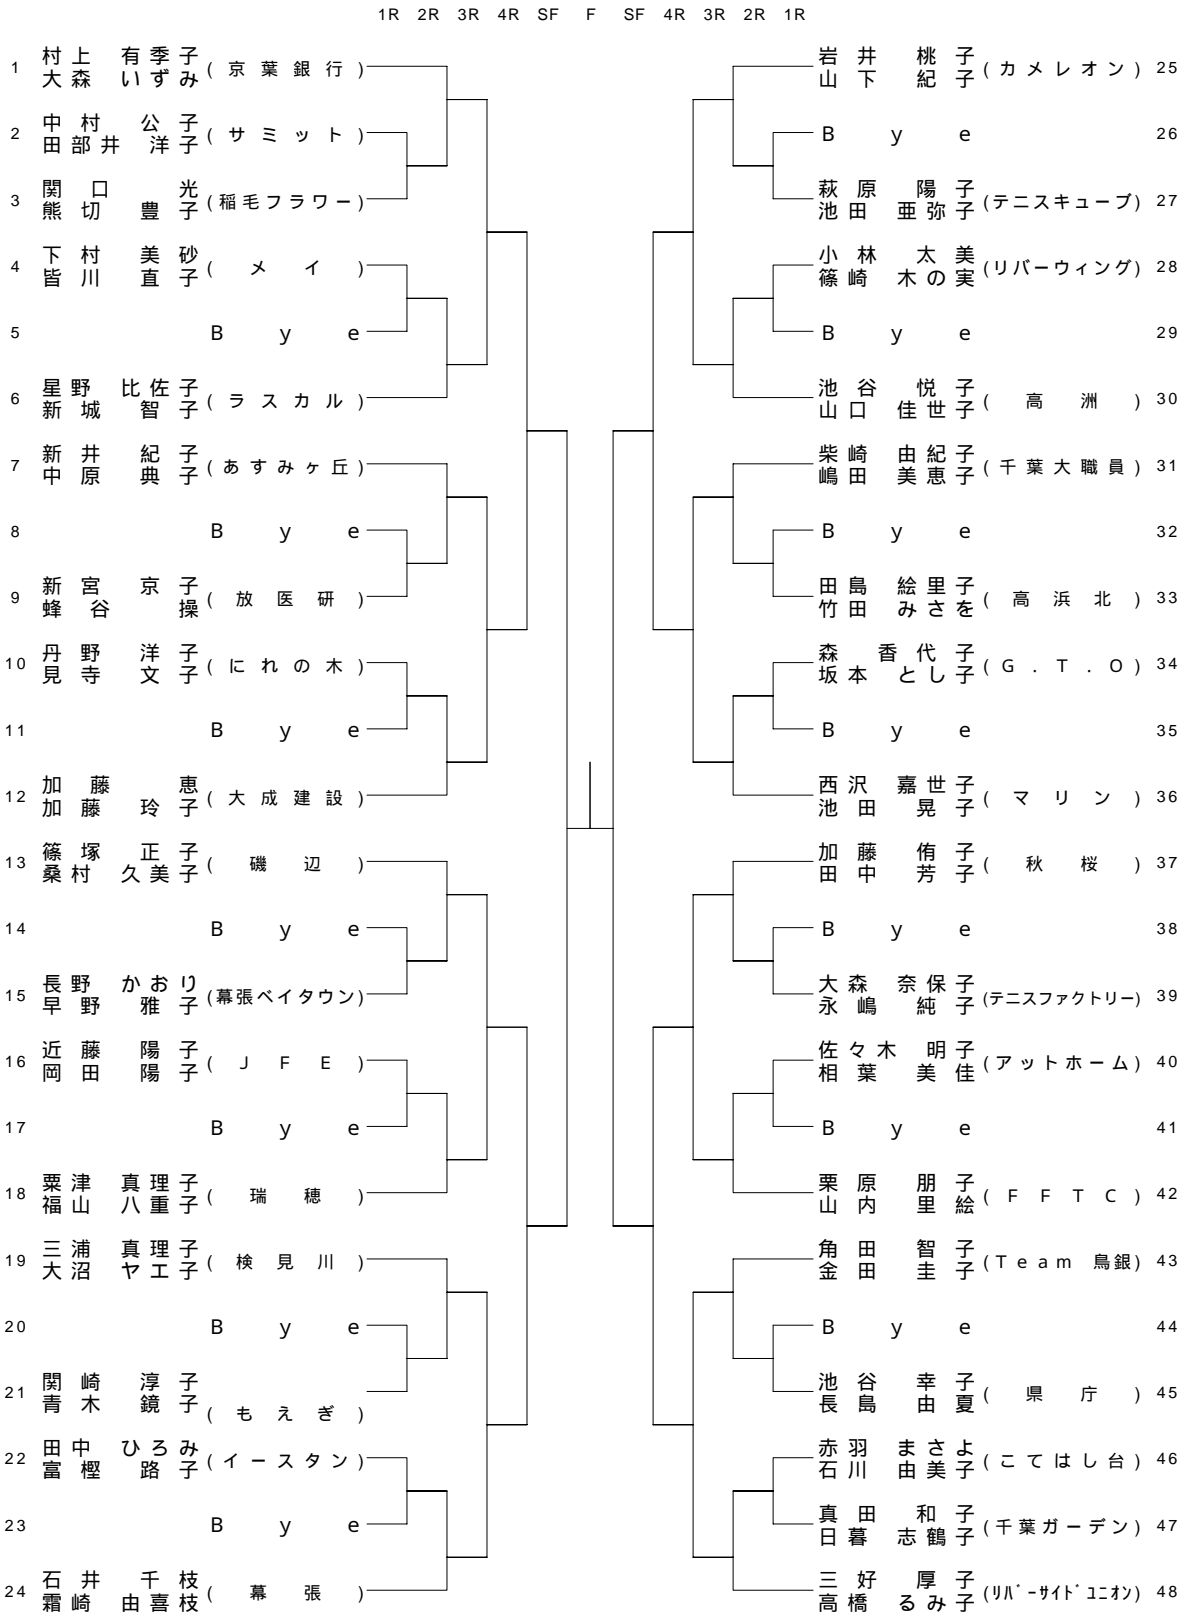 1R 2R 3R 4R SF F SF 4R 3R 2R 1R
1 村上 有季子 大森 いずみ (京葉銀行)
2 中村 公子 田部井 洋子 (サミット)
3 関口 光 熊切 豊子 (稲毛フラワー)
4 下村 美砂 皆川 直子 (メイ)
5 Bye
6 星野 比佐子 新城 智子 (ラスカル)
7 新井 紀子 中原 典子 (あすみヶ丘)
8 Bye
9 新宮 京子 蜂谷 操 (放医研)
10 丹野 洋子 見寺 文子 (にれの木)
11 Bye
12 加藤 恵 加藤 玲子 (大成建設)
13 篠塚 正子 桑村 久美子 (磯辺)
14 Bye
15 長野 かおり 早野 雅子 (幕張ベイタウン)
16 近藤 陽子 岡田 陽子 (JFE)
17 Bye
18 粟津 真理子 福山 八重子 (瑞穂)
19 三浦 真理子 大沼 ヤエ子 (検見川)
20 Bye
21 関崎 淳子 青木 鏡子 (もえぎ)
22 田中 ひろみ 富樫 路子 (イースタン)
23 Bye
24 石井 千枝 霜崎 由喜枝 (幕張)
岩井 桃子 山下 紀子 (カメレオン) 25
Bye 26
萩原 陽子 池田 亜弥子 (テニスキューブ) 27
小林 太美 篠崎 木の実 (リバーウィング) 28
Bye 29
池谷 悦子 山口 佳世子 (高洲) 30
柴崎 由紀子 嶋田 美恵子 (千葉大職員) 31
Bye 32
田島 絵里子 竹田 みさを (高浜北) 33
森 香代子 坂本 とし子 (G.T.O) 34
Bye 35
西沢 嘉世子 池田 晃子 (マリン) 36
加藤 侑子 田中 芳子 (秋桜) 37
Bye 38
大森 奈保子 永嶋 純子 (テニスファクトリー) 39
佐々木 明子 相葉 美佳 (アットホーム) 40
Bye 41
栗原 朋子 山内 里絵 (FFTC) 42
角田 智子 金田 圭子 (Team 鳥銀) 43
Bye 44
池谷 幸子 長島 由夏 (県庁) 45
赤羽 まさよ 石川 由美子 (こてはし台) 46
真田 和子 日暮 志鶴子 (千葉ガーデン) 47
三好 厚子 高橋 るみ子 (ﾘﾊﾞｰｻｲﾄﾞﾕﾆｵﾝ) 48